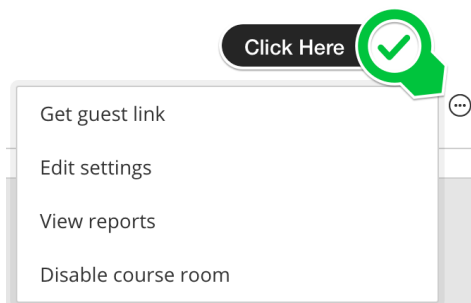 Click Here
Get guest link
Edit settings
View reports
Disable course room